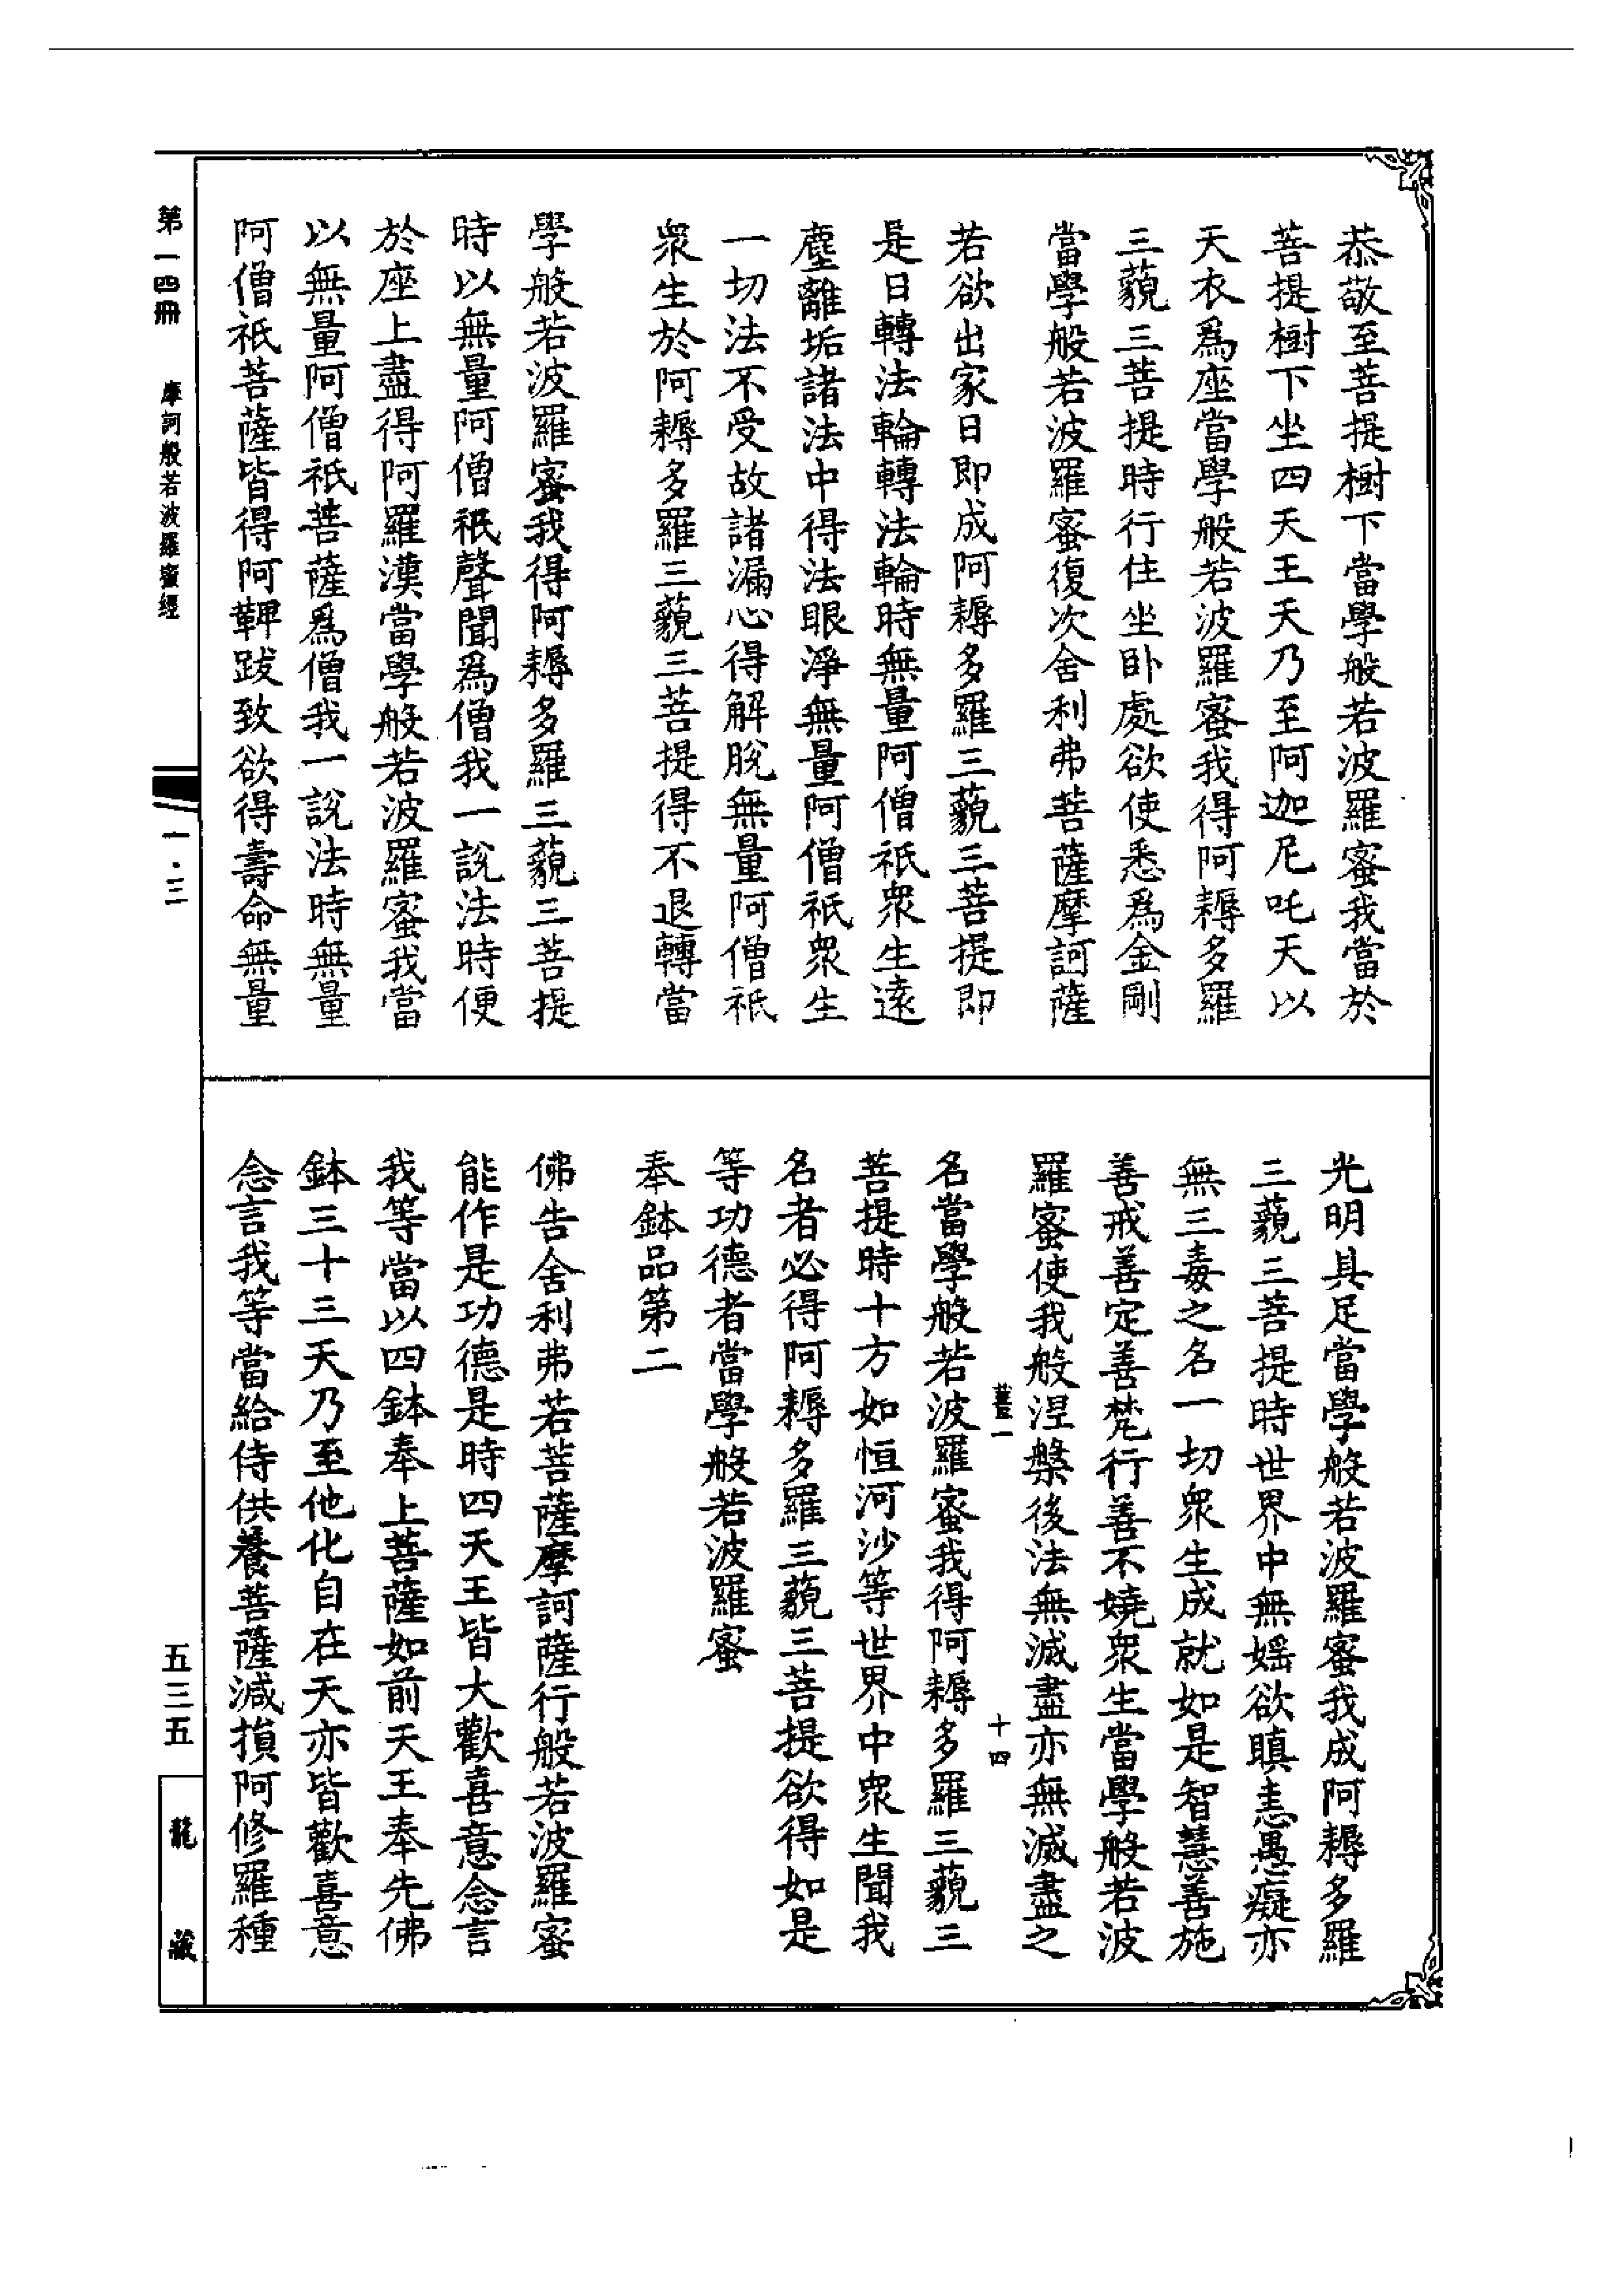 恭敬至菩提樹下當學般若波羅蜜我當於
菩提樹下坐四天王天乃至阿迦尼吒天以
天衣爲座當學般若波羅蜜我得阿耨多羅
三藐三菩提時行住坐卧處欲使悉爲金剛
當學般若波羅蜜復次舍利弗菩薩摩訶薩
若欲出家日即成阿耨多羅三藐三菩提即
是日轉法輪轉法輪時無量阿僧祇衆生遠
塵離垢諸法中得法眼淨無量阿僧祇衆生
一切法不受故諸漏心得解脫無量阿僧祇
衆生於阿耨多羅三藐三菩提得不退轉當
學般若波羅蜜我得阿耨多羅三藐三菩提
時以無量阿僧祇聲聞爲僧我一說法時便
於座上盡得阿羅漢當學般若波羅蜜我當
以無量阿僧祇菩薩爲僧我一說法時無量
阿僧祇菩薩皆得阿鞞跋致欲得壽命無量
光明具足當學般若波羅蜜我成阿耨多羅
三藐三菩提時世界中無婬欲瞋恚愚癡亦
無三毒之名一切衆生成就如是智慧善施
善戒善定善梵行善不嬈衆生當學般若波
羅蜜使我般涅槃後法無滅盡亦無滅盡之
十四
名當學般若波羅蜜我得阿耨多羅三藐三
菩提時十方如恒河沙等世界中衆生聞我
名者必得阿耨多羅三藐三菩提欲得如是
等功德者當學般若波羅蜜
奉鉢品第二
佛告舍利弗若菩薩摩訶薩行般若波羅蜜
能作是功德是時四天王皆大歡喜意念言
我等當以四鉢奉上菩薩如前天王奉先佛
鉢三十三天乃至他化自在天亦皆歡喜意
念言我等當給侍供養菩薩減損阿修羅種
第一四冊 摩訶般若波羅蜜經 一·三
五三五 龍藏